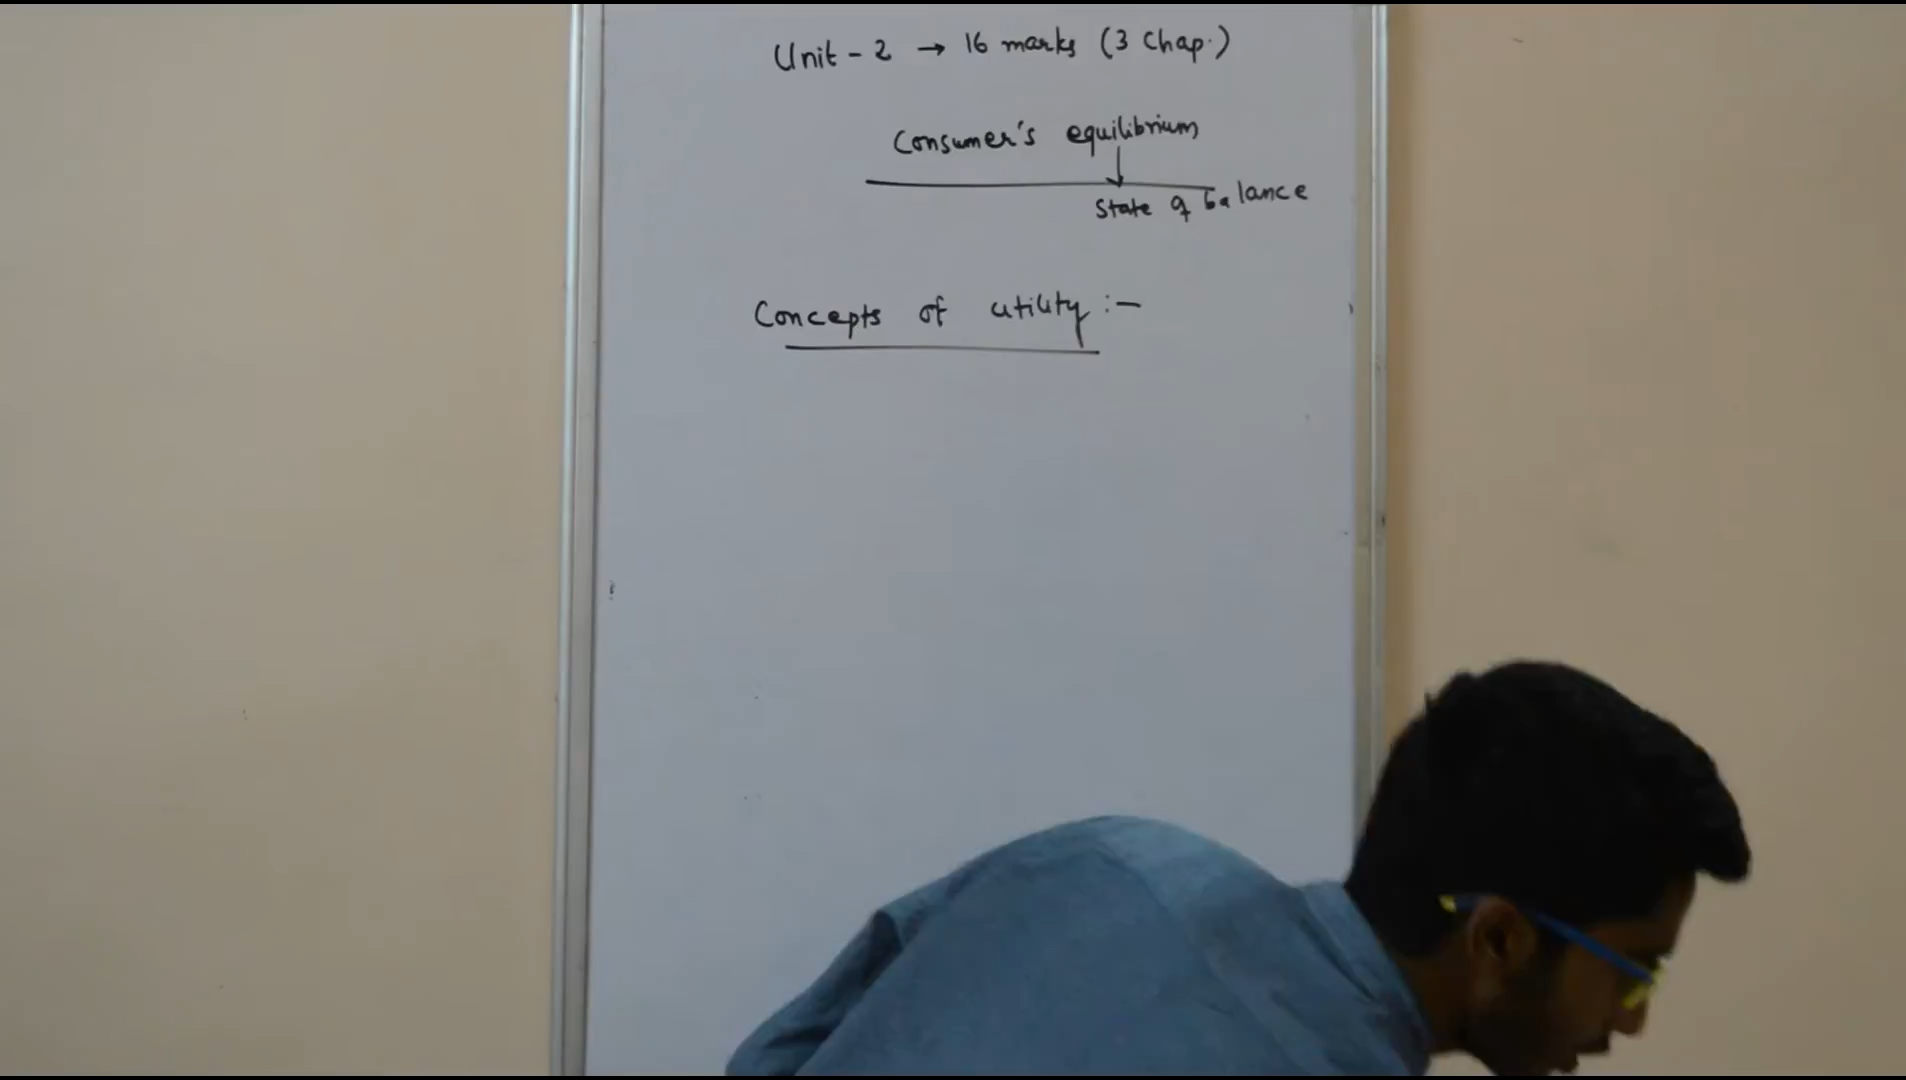 Unit - 2 → 16 marks (3 Chap.)
Consumer's equilibrium
State of balance
Concepts of utility :-